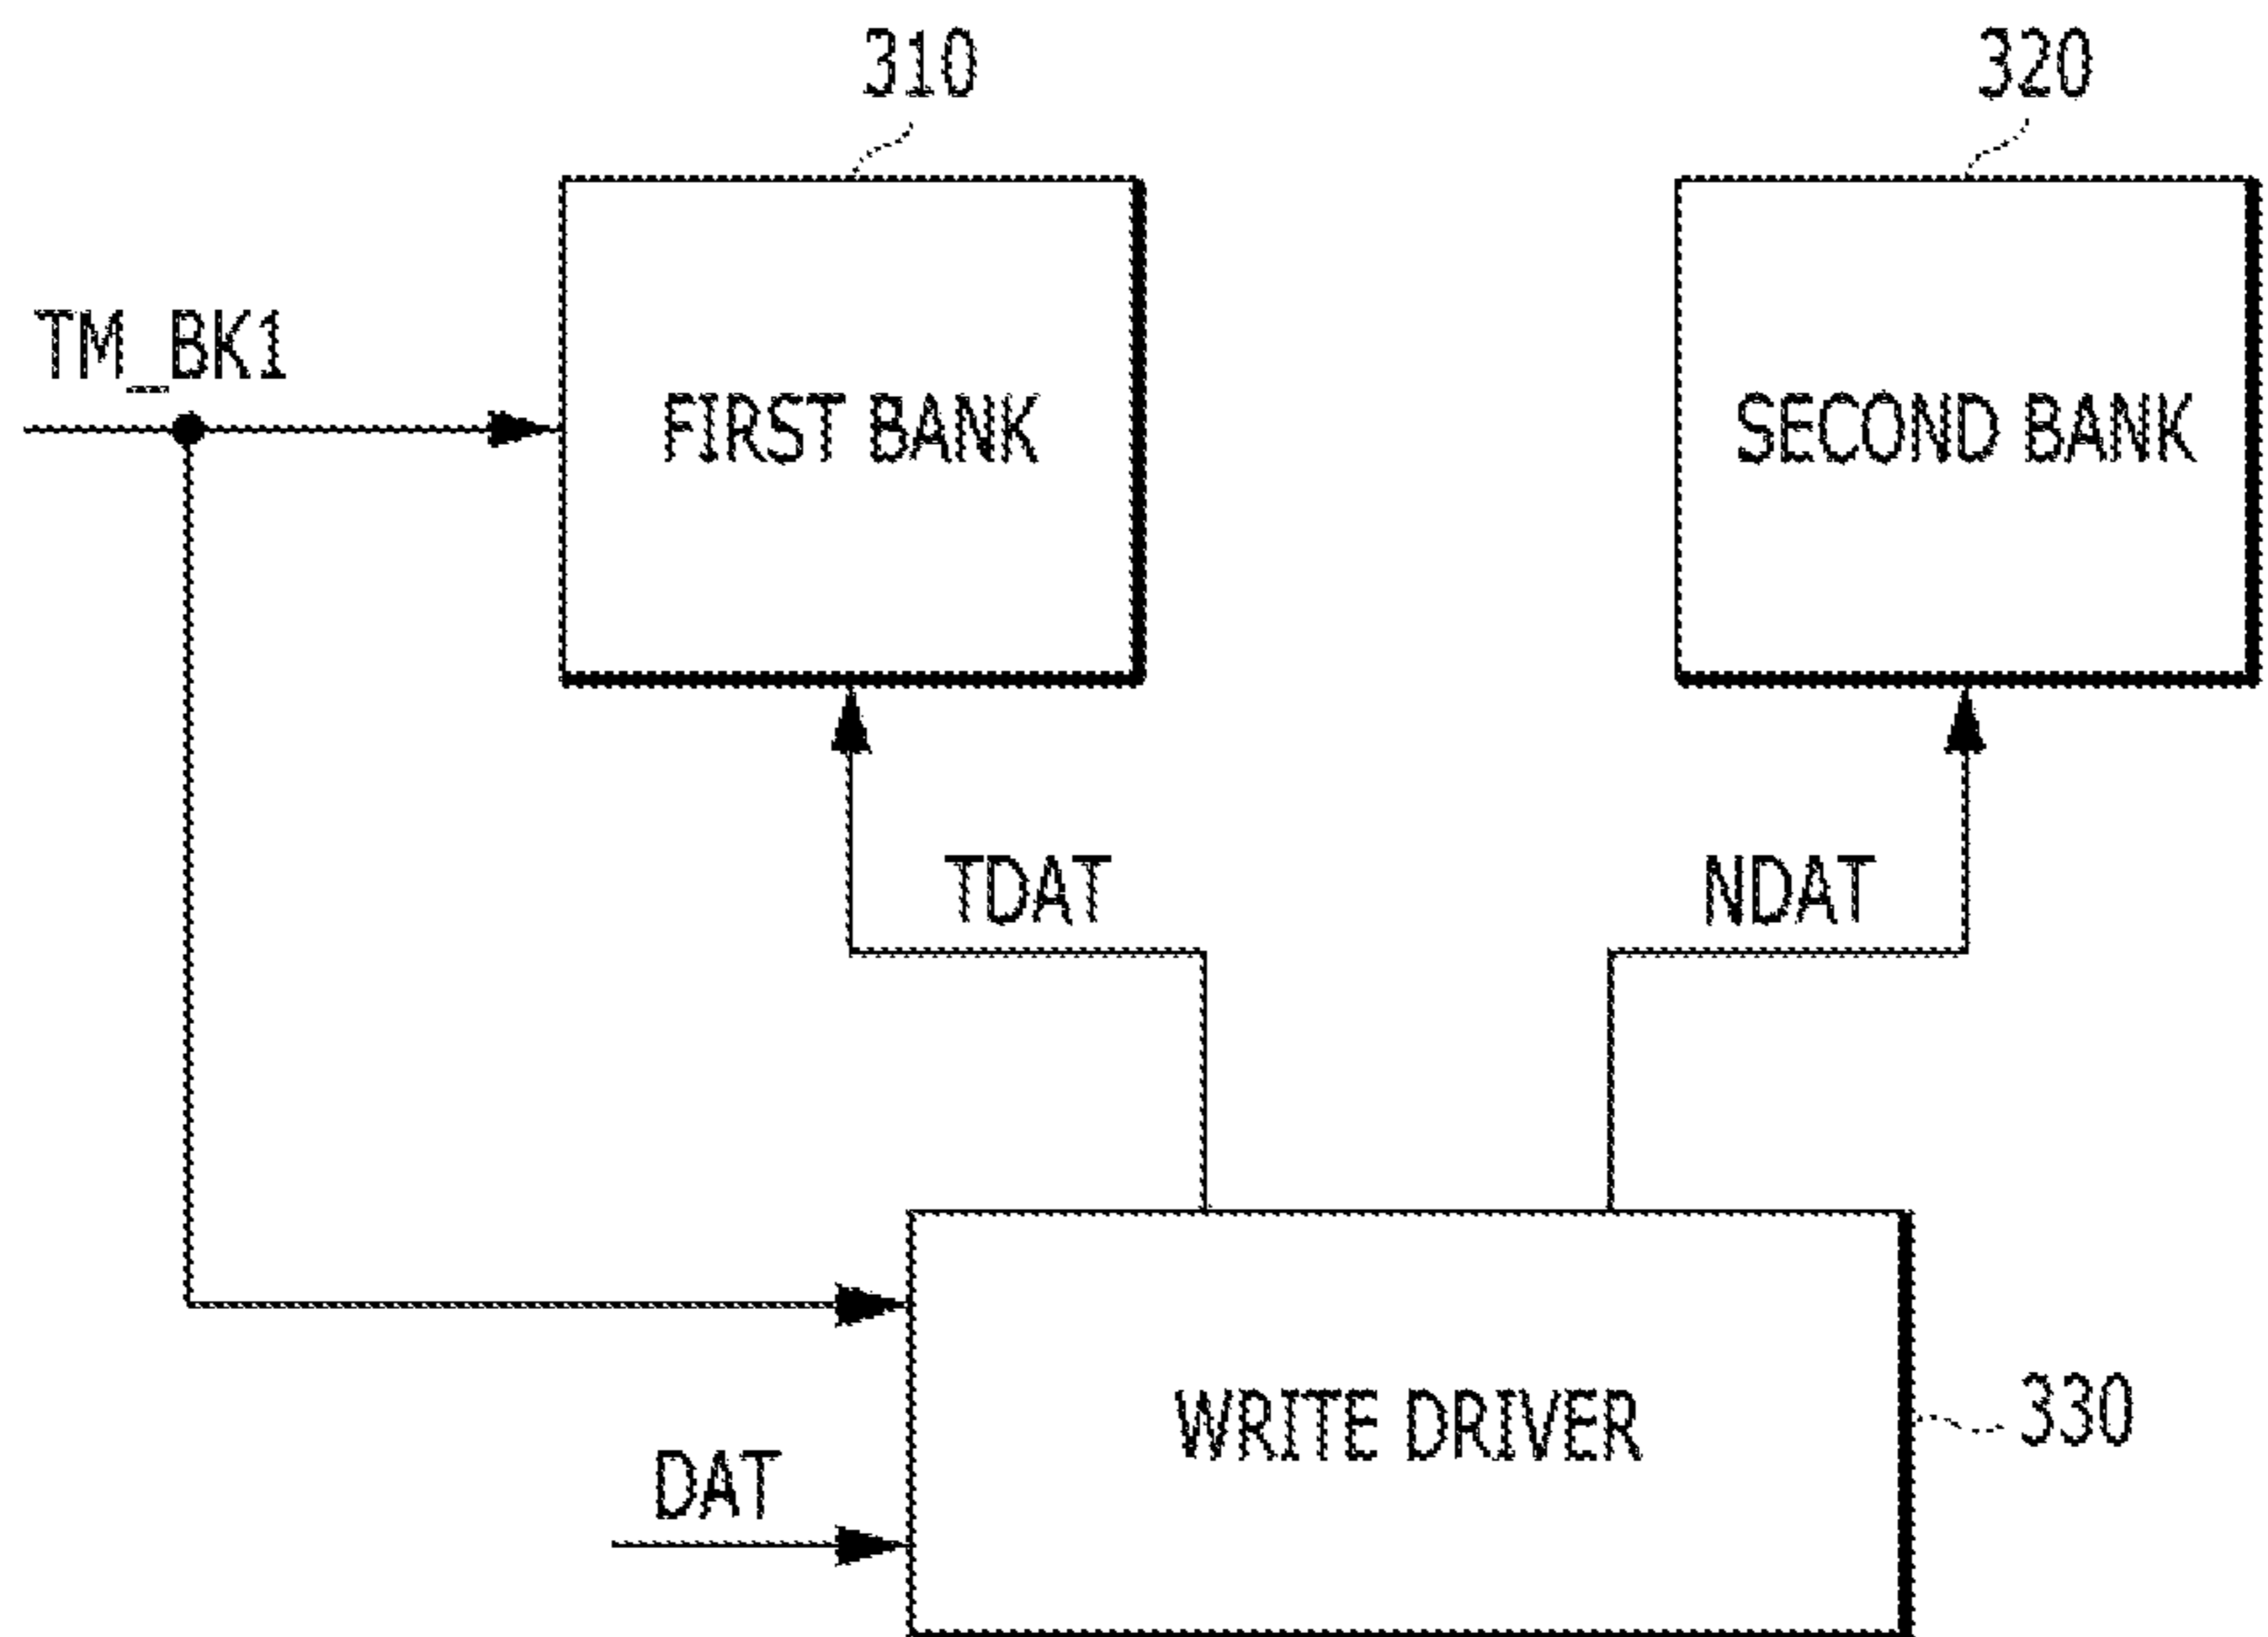 310
320
TM_BK1
FIRST BANK
SECOND BANK
TDAT
NDAT
WRITE DRIVER
330
DAT